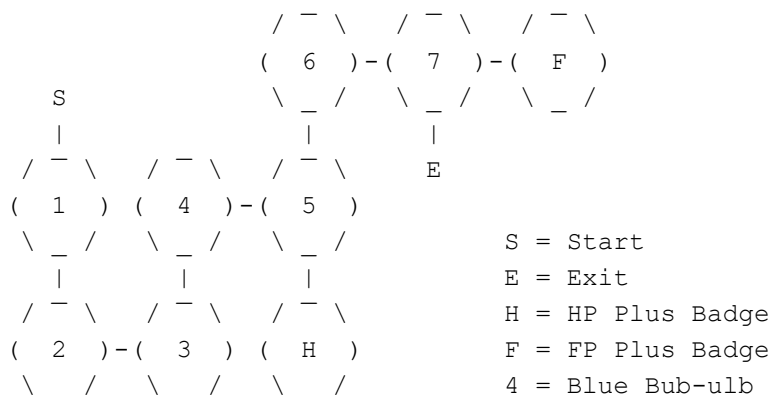 / ‾ \ / ‾ \ / ‾ \
( 6 )-( 7 )-( F )
S \ _ / \ _ / \ _ /
| | |
/ ‾ \ / ‾ \ / ‾ \ E
( 1 ) ( 4 )-( 5 )
\ _ / \ _ / \ _ / S = Start
| | | E = Exit
/ ‾ \ / ‾ \ / ‾ \ H = HP Plus Badge
( 2 )-( 3 ) ( H ) F = FP Plus Badge
\ _ / \ _ / \ _ / 4 = Blue Bub-ulb